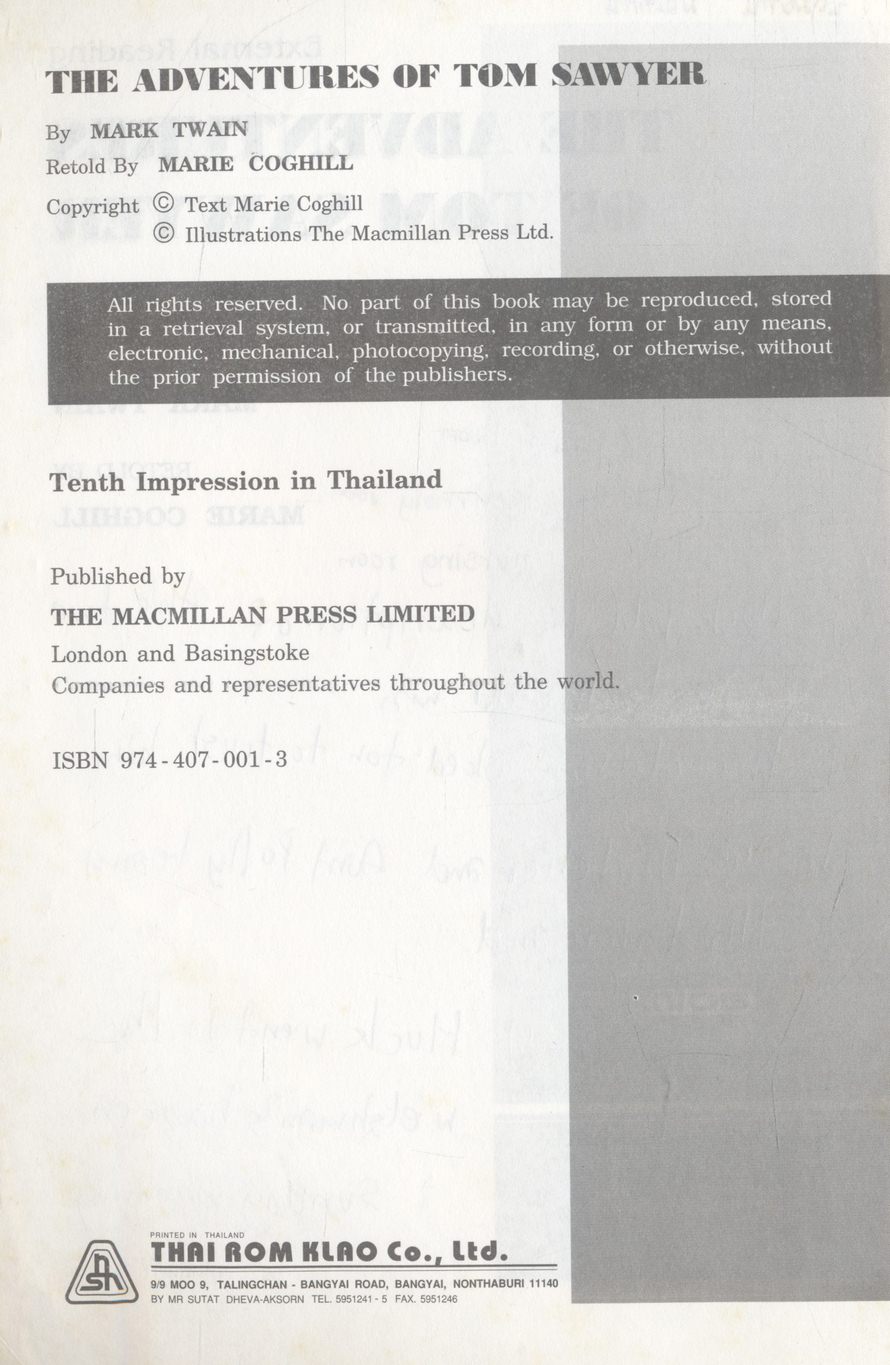 THE ADVENTURES OF TOM SAWYER
By MARK TWAIN
Retold By MARIE COGHILL
Copyright © Text Marie Coghill
© Illustrations The Macmillan Press Ltd.
All rights reserved. No part of this book may be reproduced, stored
in a retrieval system, or transmitted, in any form or by any means,
electronic, mechanical, photocopying, recording, or otherwise, without
the prior permission of the publishers.
Tenth Impression in Thailand
Published by
THE MACMILLAN PRESS LIMITED
London and Basingstoke
Companies and representatives throughout the world.
ISBN 974-407-001-3
PRINTED IN THAILAND
THAI ROM KLAO Co., Ltd.
9/9 MOO 9, TALINGCHAN - BANGYAI ROAD, BANGYAI, NONTHABURI 11140
BY MR SUTAT DHEVA-AKSORN TEL. 5951241-5 FAX. 5951246